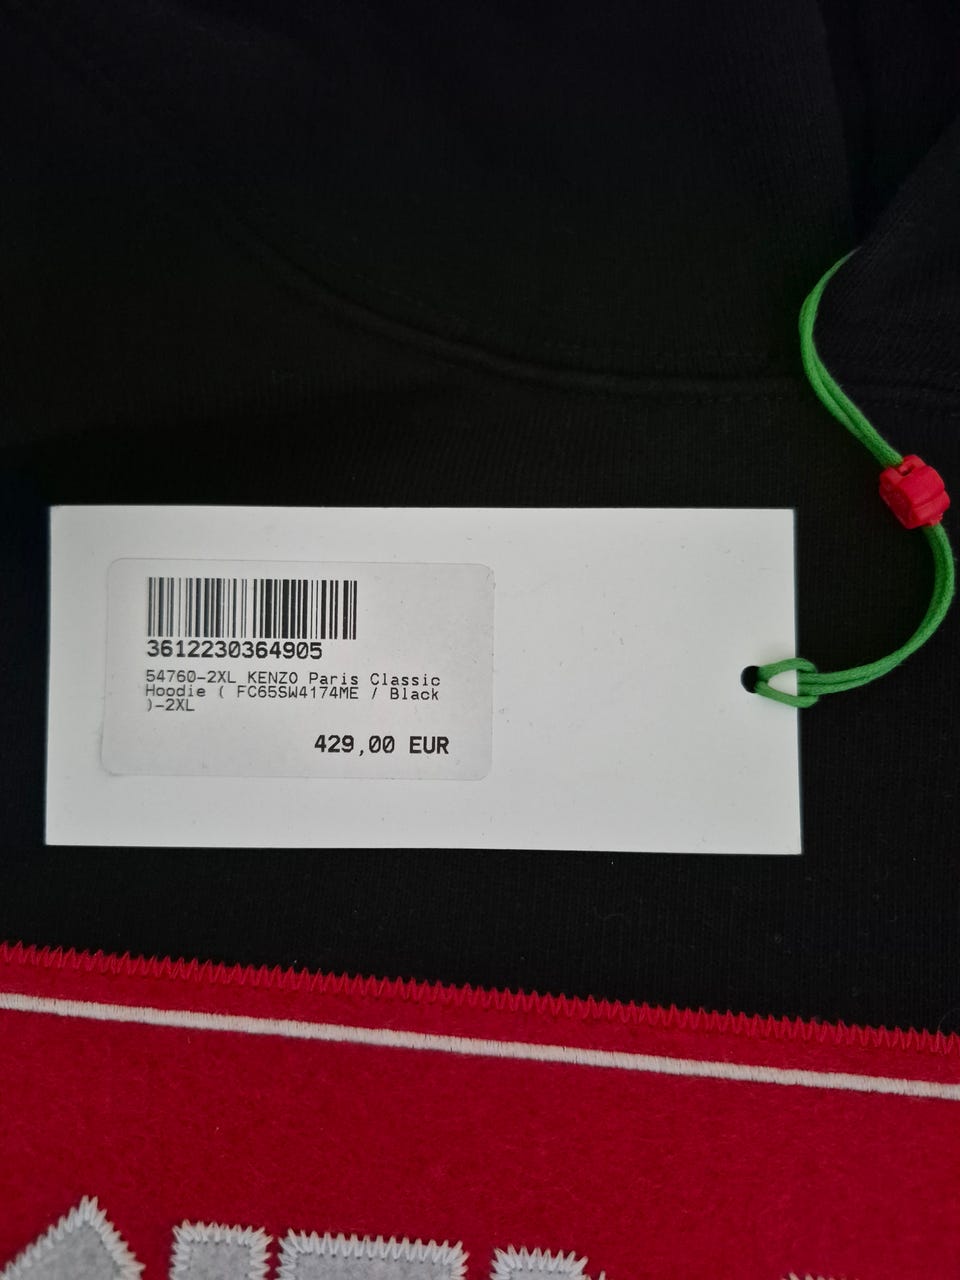 3612230364905
54760-2XL KENZO Paris Classic
Hoodie ( FC65SW4174ME / Black
)-2XL
429,00 EUR